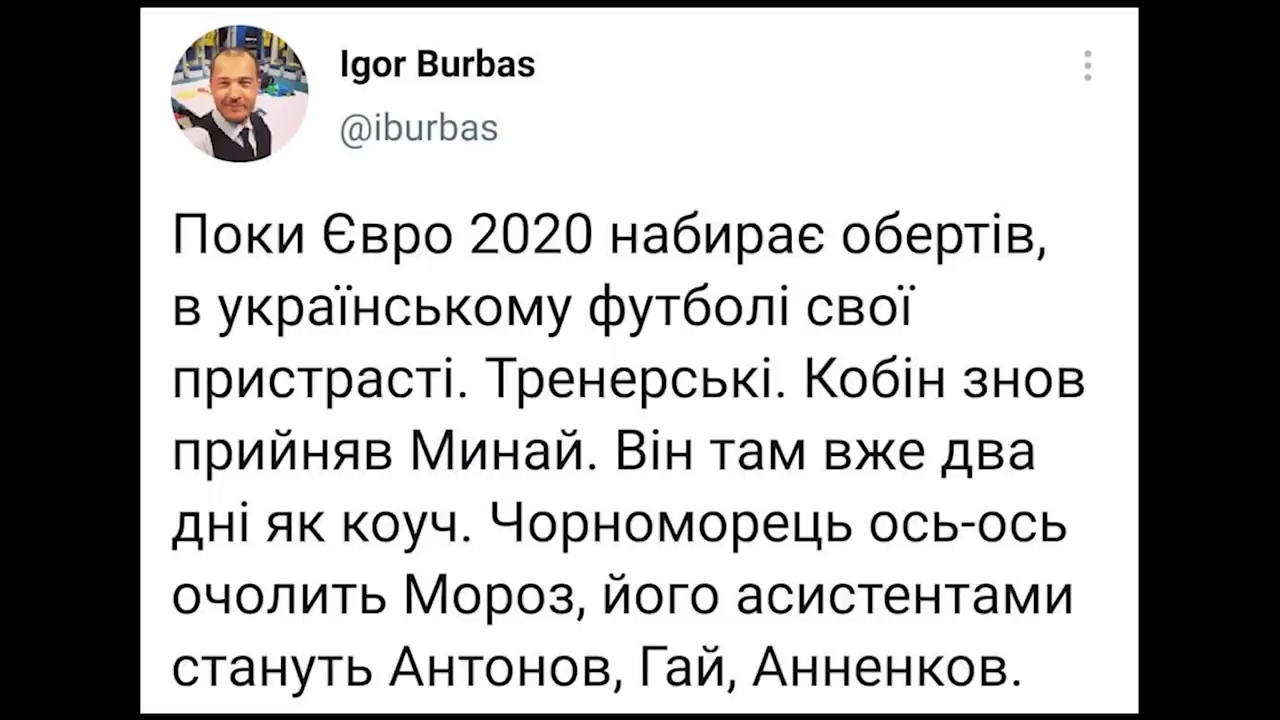 Igor Burbas
@iburbas
Поки Євро 2020 набирає обертів,
в українському футболі свої
пристрасті. Тренерські. Кобін знов
прийняв Минай. Він там вже два
дні як коуч. Чорноморець ось-ось
очолить Мороз, його асистентами
стануть Антонов, Гай, Анненков.